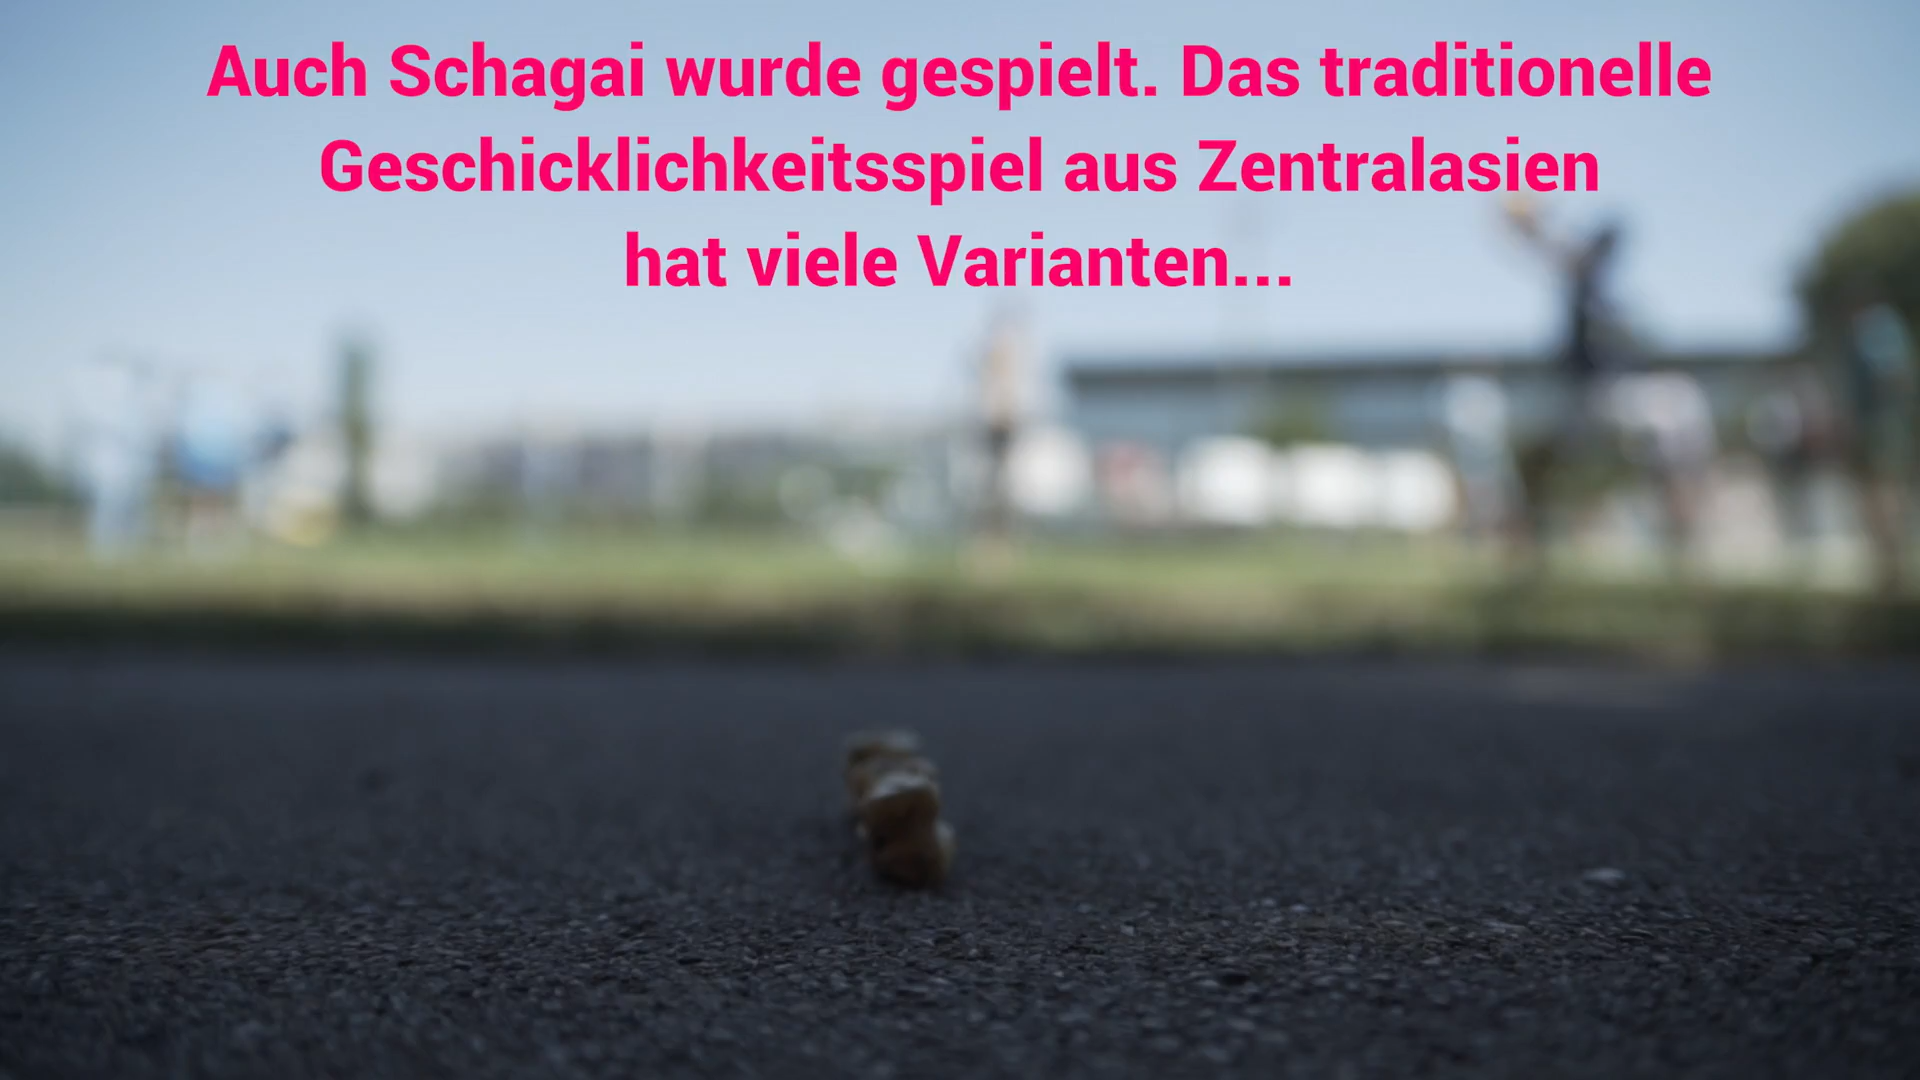 Auch Schagai wurde gespielt. Das traditionelle
Geschicklichkeitsspiel aus Zentralasien
hat viele Varianten...